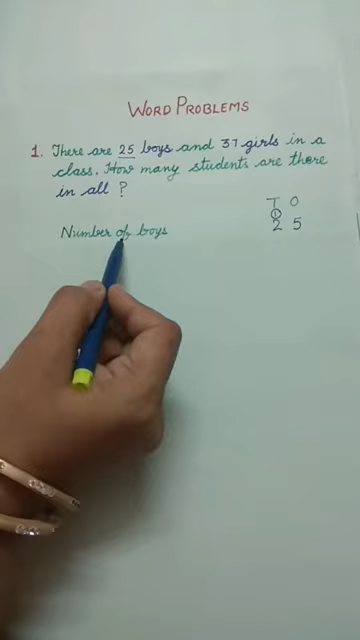 WORD PROBLEMS
1. There are 25 boys and 37 girls in a
class. How many students are there
in all ?
T O
1
Number of boys 2 5